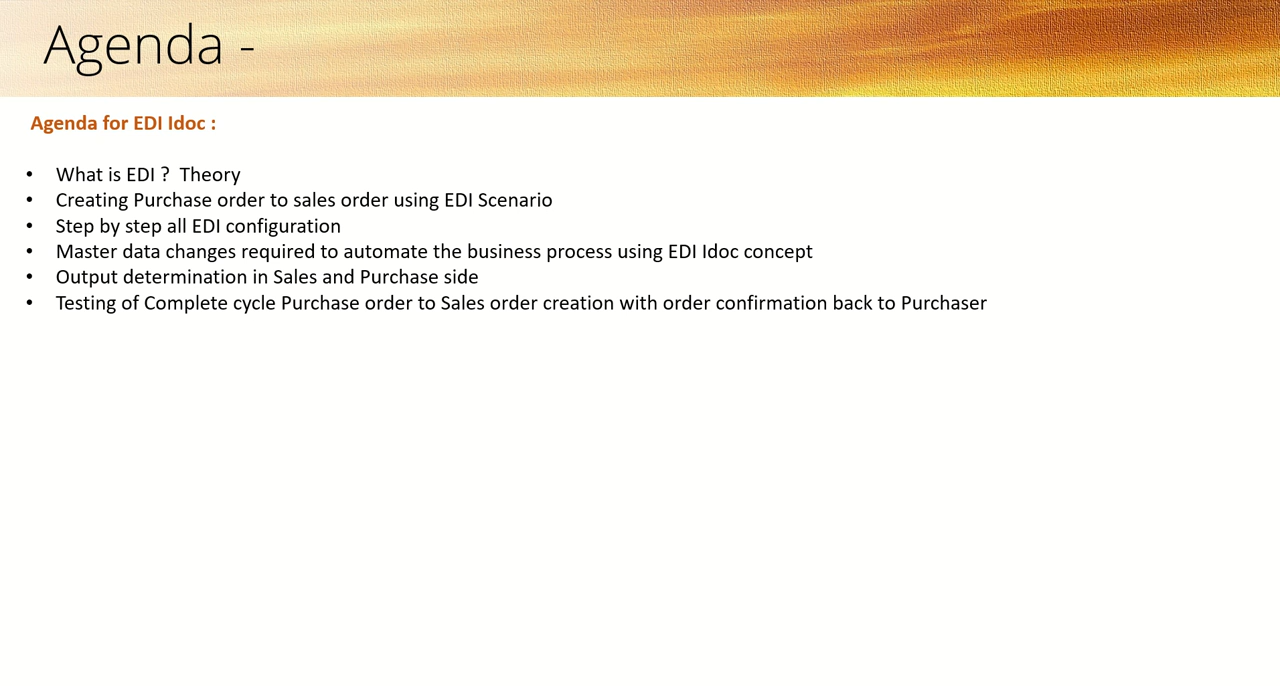 Agenda -
Agenda for EDI Idoc :
• What is EDI ?  Theory
• Creating Purchase order to sales order using EDI Scenario
• Step by step all EDI configuration
• Master data changes required to automate the business process using EDI Idoc concept
• Output determination in Sales and Purchase side
• Testing of Complete cycle Purchase order to Sales order creation with order confirmation back to Purchaser